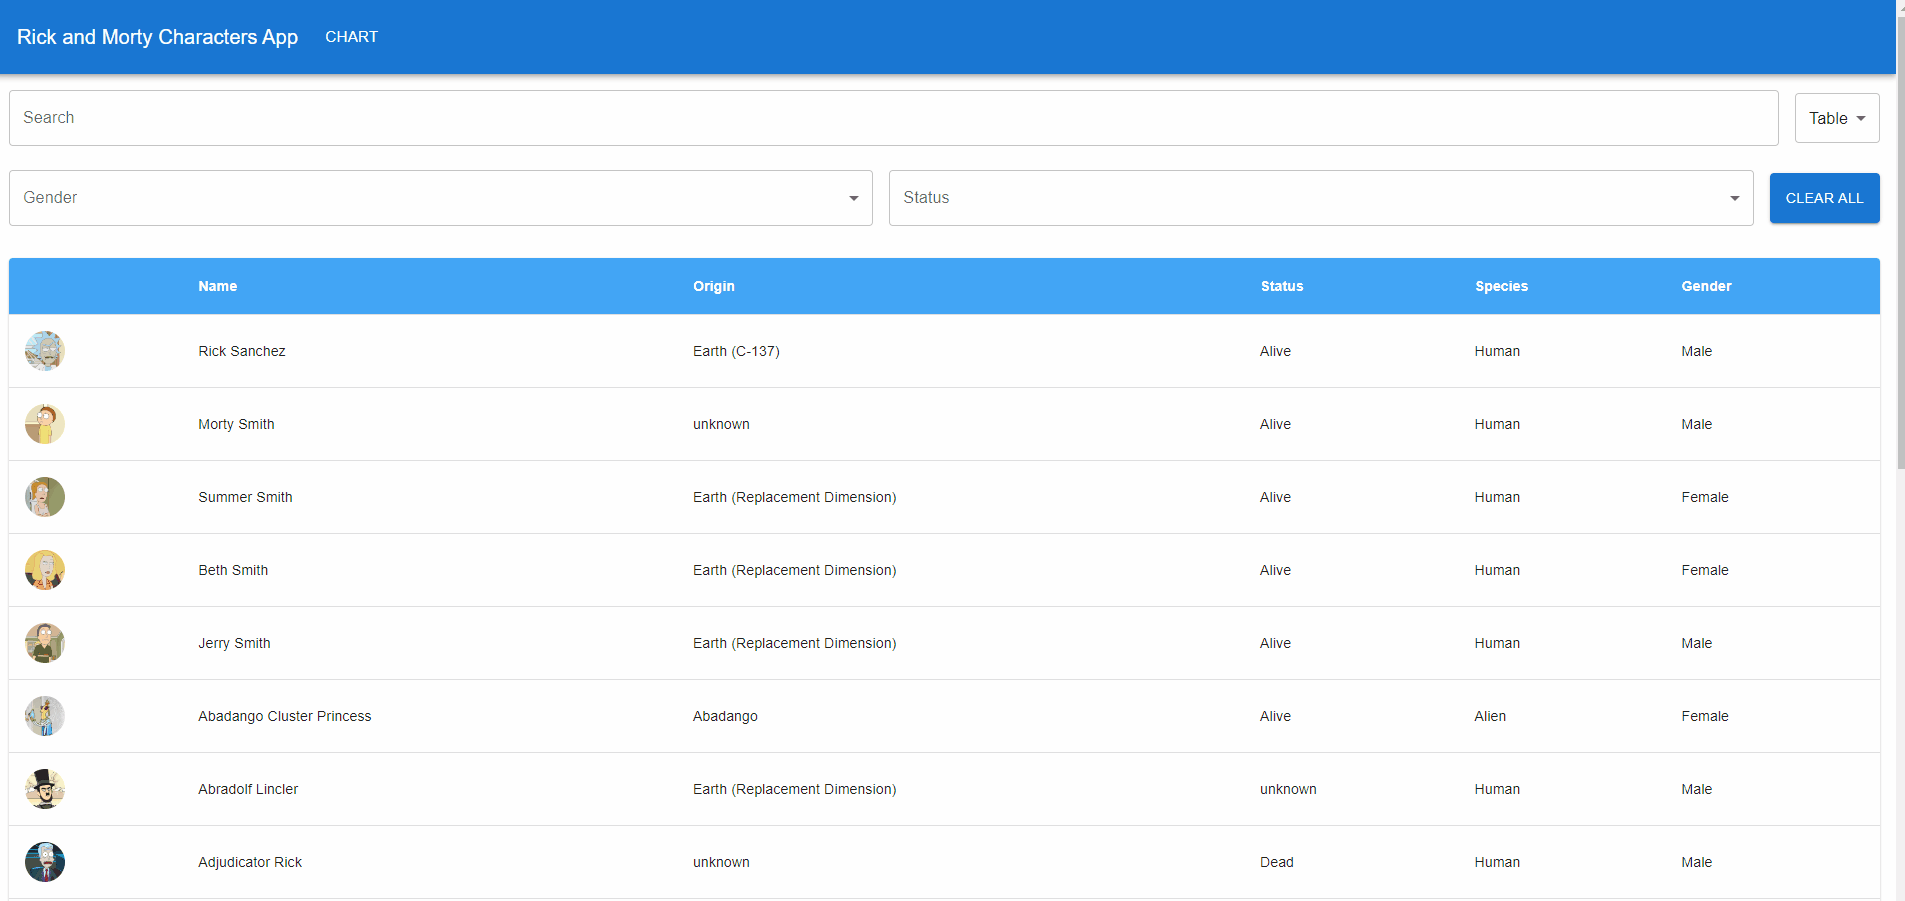 Rick and Morty Characters App CHART
Search Table
Gender Status CLEAR ALL
Name Origin Status Species Gender
Rick Sanchez Earth (C-137) Alive Human Male
Morty Smith unknown Alive Human Male
Summer Smith Earth (Replacement Dimension) Alive Human Female
Beth Smith Earth (Replacement Dimension) Alive Human Female
Jerry Smith Earth (Replacement Dimension) Alive Human Male
Abadango Cluster Princess Abadango Alive Alien Female
Abradolf Lincler Earth (Replacement Dimension) unknown Human Male
Adjudicator Rick unknown Dead Human Male